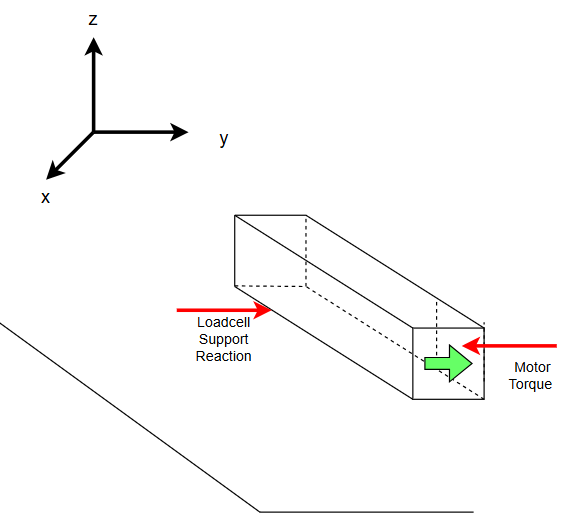 z
y
x
Loadcell
Support
Reaction
Motor
Torque